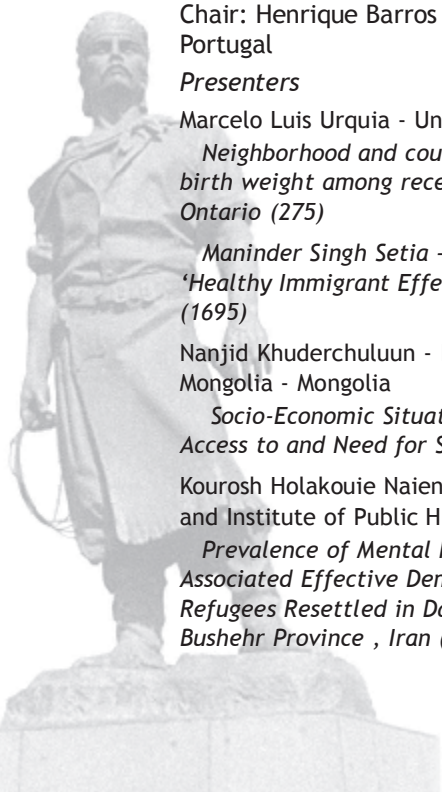 Chair: Henrique Barros
Portugal
Presenters
Marcelo Luis Urquia - Un
Neighborhood and cou
birth weight among rece
Ontario (275)
Maninder Singh Setia -
‘Healthy Immigrant Effe
(1695)
Nanjid Khuderchuluun -
Mongolia - Mongolia
Socio-Economic Situat
Access to and Need for S
Kourosh Holakouie Naien
and Institute of Public H
Prevalence of Mental
Associated Effective De
Refugees Resettled in D
Bushehr Province , Iran (